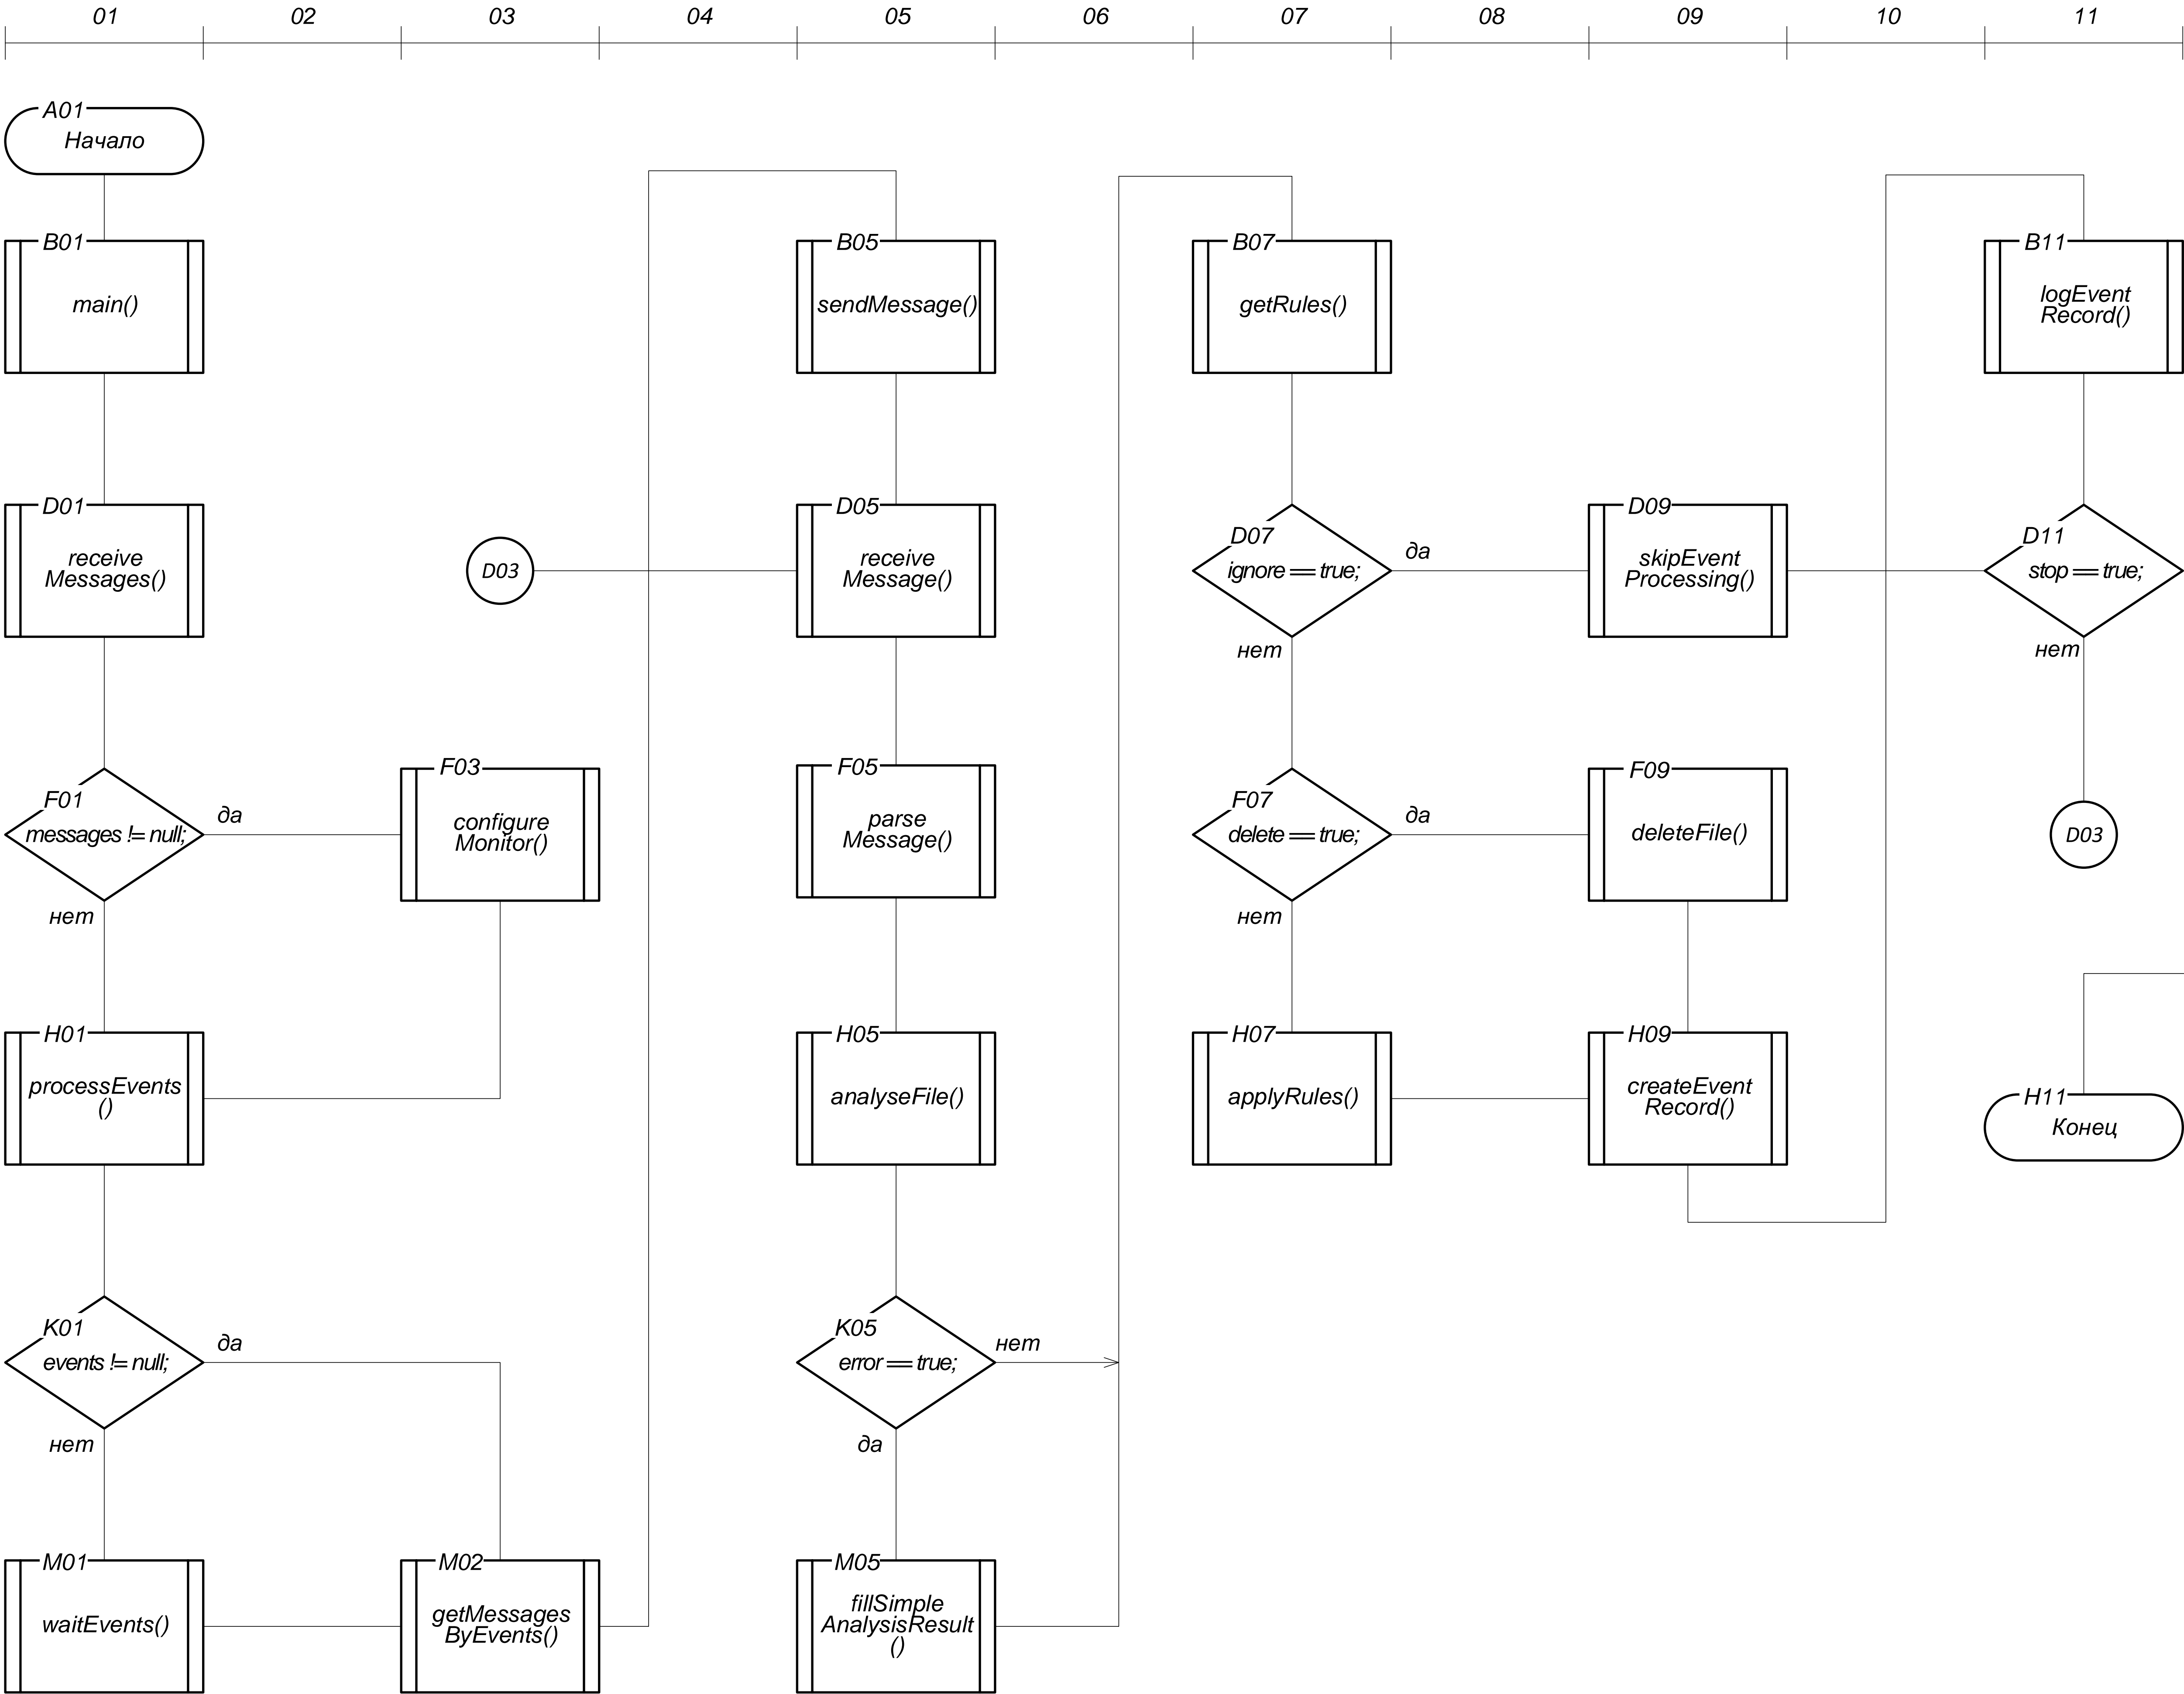 01 02 03 04 05 06 07 08 09 10 11
A01
Начало
B01
main()
D01
receive
Messages()
F01
messages != null;
да
нет
F03
configure
Monitor()
H01
processEvents
()
K01
events != null;
да
нет
M01
waitEvents()
M02
getMessages
ByEvents()
D03
B05
sendMessage()
D05
receive
Message()
F05
parse
Message()
H05
analyseFile()
K05
error == true;
нет
да
M05
fillSimple
AnalysisResult
()
B07
getRules()
D07
ignore == true;
да
нет
F07
delete == true;
да
нет
H07
applyRules()
D09
skipEvent
Processing()
F09
deleteFile()
H09
createEvent
Record()
B11
logEvent
Record()
D11
stop == true;
нет
D03
H11
Конец